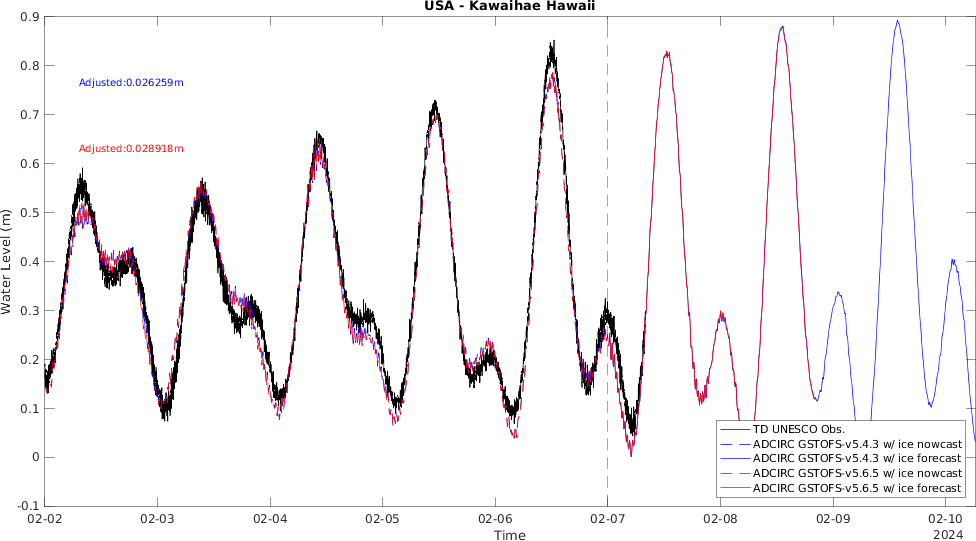 USA - Kawaihae Hawaii
0.9
0.8
0.7
0.6
0.5
0.4
0.3
0.2
0.1
0
-0.1
Water Level (m)
Adjusted:0.026259m
Adjusted:0.028918m
TD UNESCO Obs.
ADCIRC GSTOFS-v5.4.3 w/ ice nowcast
ADCIRC GSTOFS-v5.4.3 w/ ice forecast
ADCIRC GSTOFS-v5.6.5 w/ ice nowcast
ADCIRC GSTOFS-v5.6.5 w/ ice forecast
02-02 02-03 02-04 02-05 02-06 02-07 02-08 02-09 02-10
2024
Time